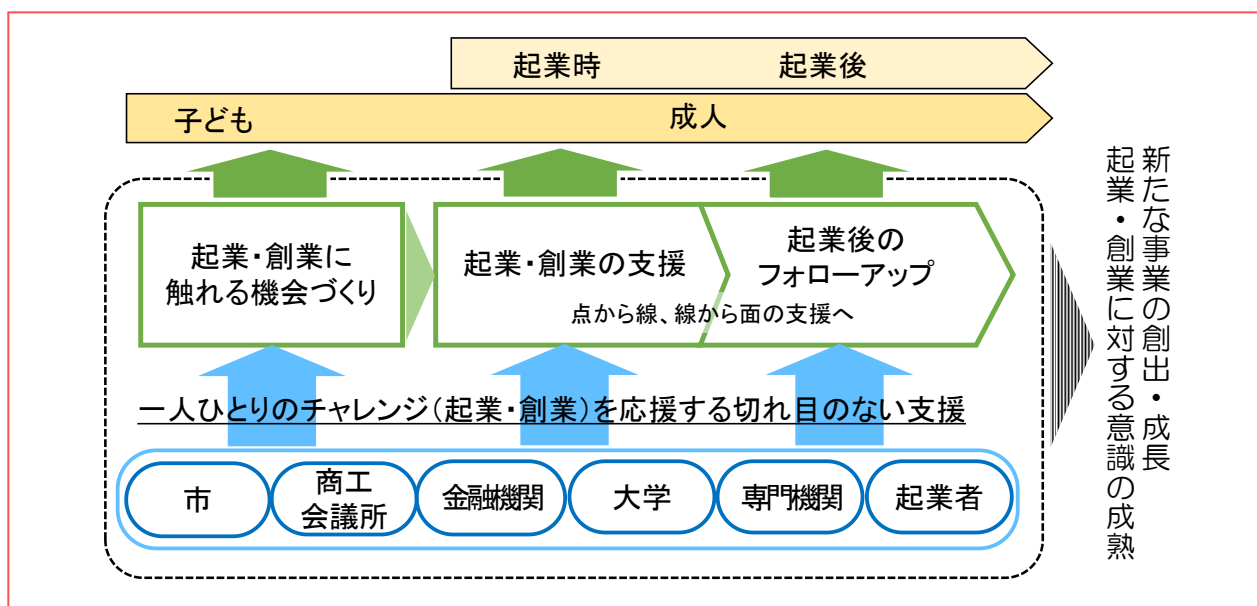 起業時 起業後
子ども 成人
起業・創業に
触れる機会づくり
起業・創業の支援
起業後の
フォローアップ
点から線、線から面の支援へ
一人ひとりのチャレンジ(起業・創業)を応援する切れ目のない支援
市
商工
会議所
金融機関
大学
専門機関
起業者
新たな事業の創出・成長
起業・創業に対する意識の成熟